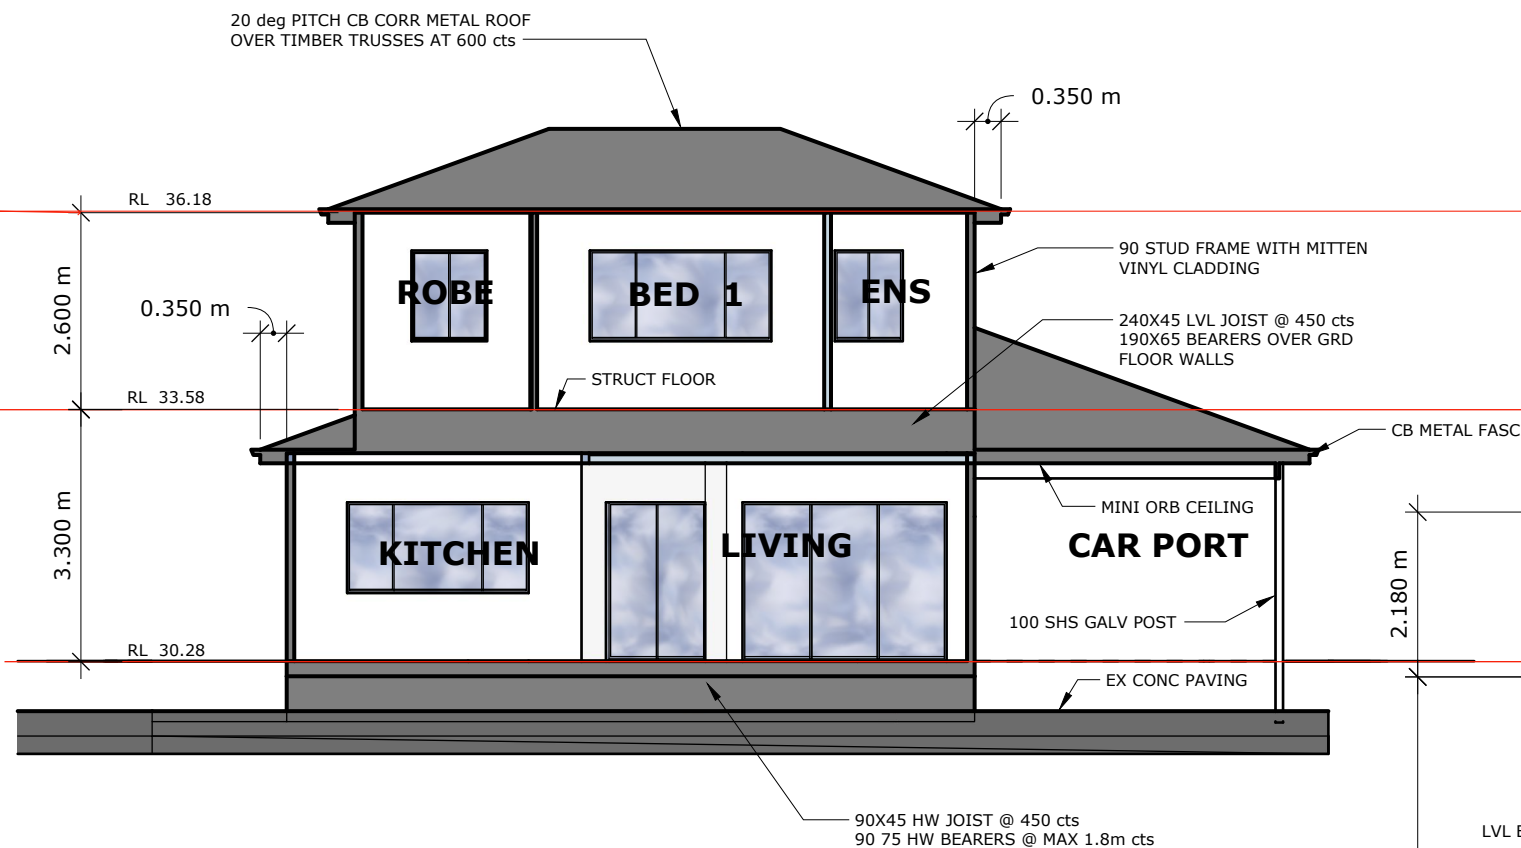 20 deg PITCH CB CORR METAL ROOF
OVER TIMBER TRUSSES AT 600 cts
0.350 m
RL 36.18
90 STUD FRAME WITH MITTEN
VINYL CLADDING
2.600 m
0.350 m
ROBE
BED 1
ENS
240X45 LVL JOIST @ 450 cts
190X65 BEARERS OVER GRD
FLOOR WALLS
STRUCT FLOOR
RL 33.58
CB METAL FASC
3.300 m
MINI ORB CEILING
KITCHEN
LIVING
CAR PORT
2.180 m
100 SHS GALV POST
RL 30.28
EX CONC PAVING
90X45 HW JOIST @ 450 cts
90 75 HW BEARERS @ MAX 1.8m cts
LVL